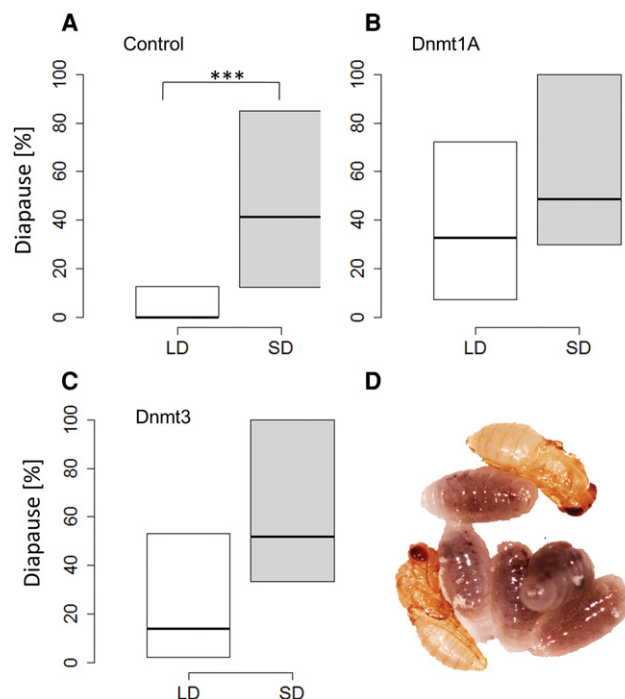 A
Control
***
Diapause [%]
100
80
60
40
20
0
LD
SD
B
Dnmt1A
100
80
60
40
20
0
LD
SD
C
Dnmt3
Diapause [%]
100
80
60
40
20
0
LD
SD
D